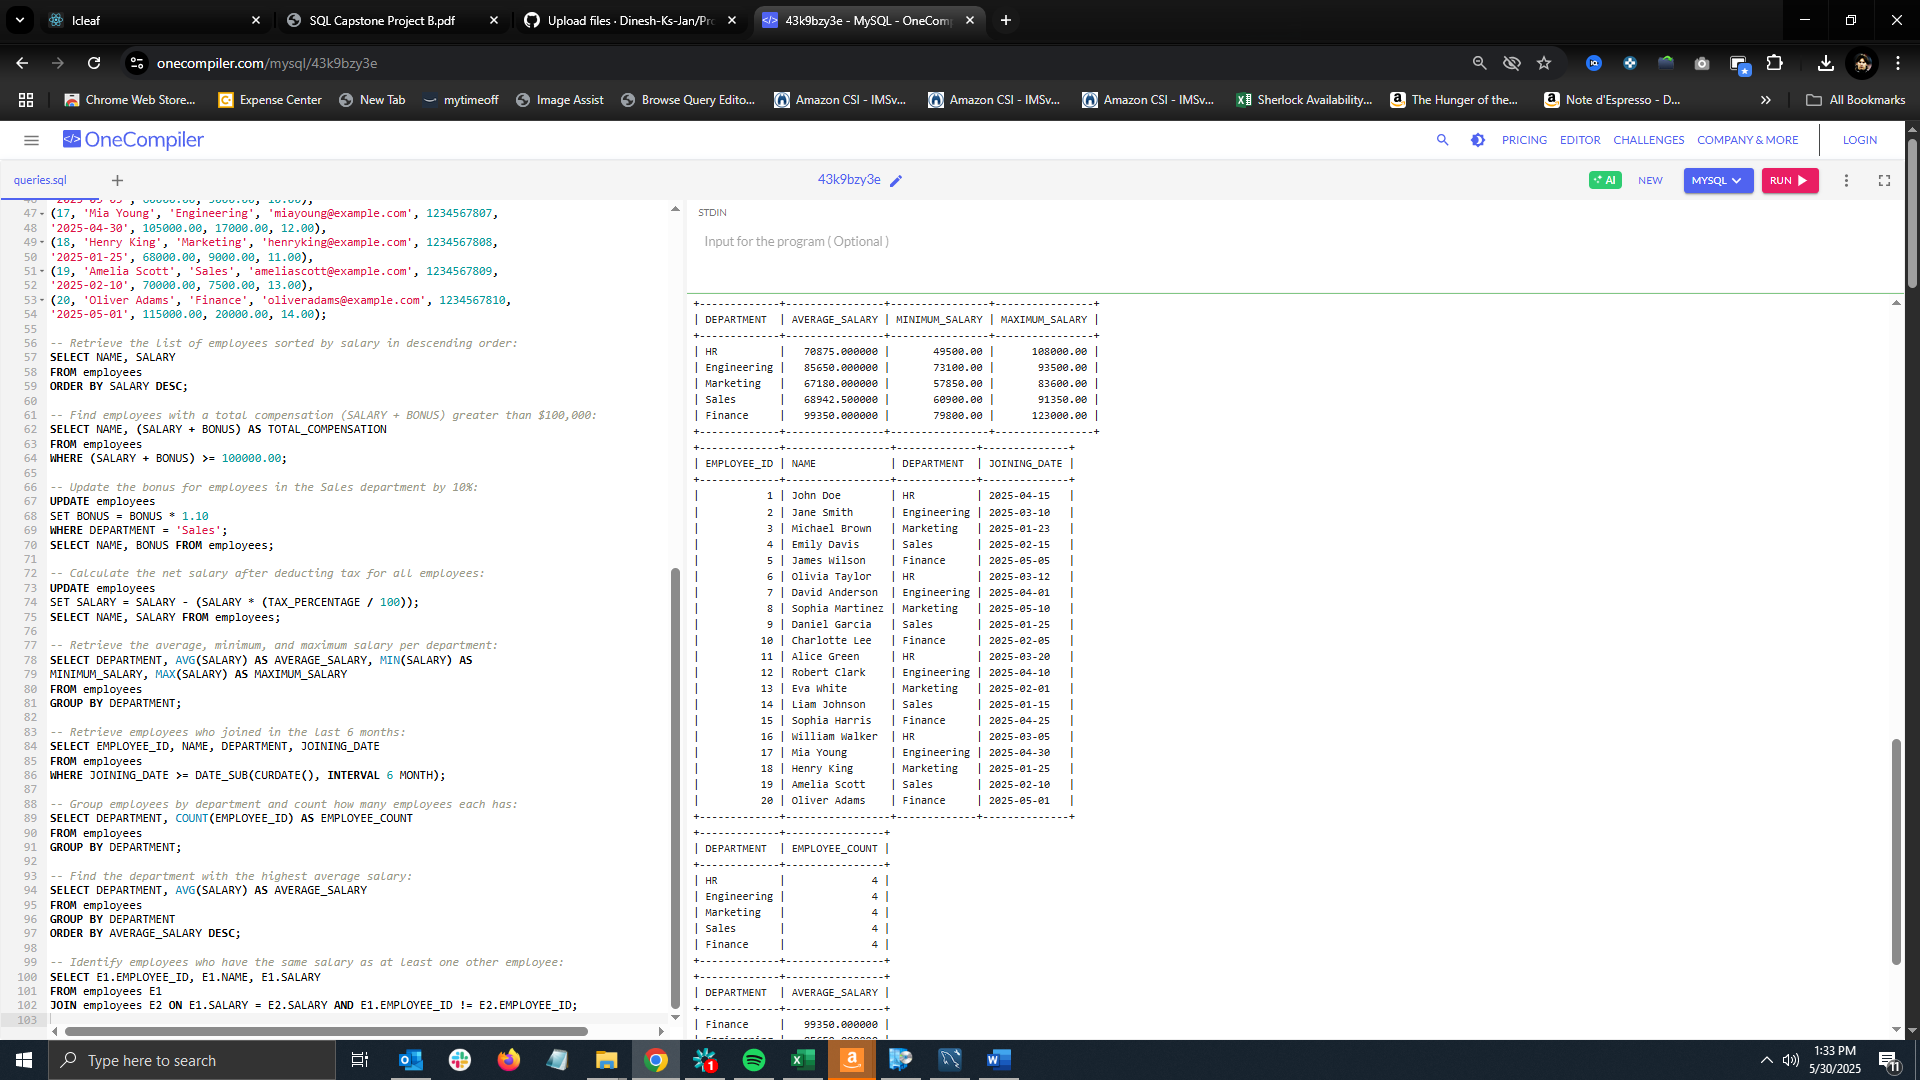 lcleaf
SQL Capstone Project B.pdf
Upload files · Dinesh-Ks-Jan/Pro
43k9bzy3e - MySQL - OneComp
onecompiler.com/mysql/43k9bzy3e
Chrome Web Store...
Expense Center
New Tab
mytimeoff
Image Assist
Browse Query Edito...
Amazon CSI - IMSv...
Amazon CSI - IMSv...
Amazon CSI - IMSv...
Sherlock Availability...
The Hunger of the...
Note d'Espresso - D...
All Bookmarks
OneCompiler
PRICING EDITOR CHALLENGES COMPANY & MORE LOGIN
queries.sql
43k9bzy3e
AI NEW MYSQL RUN
47 (17, 'Mia Young', 'Engineering', 'miayoung@example.com', 1234567807,
48 '2025-04-30', 105000.00, 17000.00, 12.00),
49 (18, 'Henry King', 'Marketing', 'henryking@example.com', 1234567808,
50 '2025-01-25', 68000.00, 9000.00, 11.00),
51 (19, 'Amelia Scott', 'Sales', 'ameliascott@example.com', 1234567809,
52 '2025-02-10', 70000.00, 7500.00, 13.00),
53 (20, 'Oliver Adams', 'Finance', 'oliveradams@example.com', 1234567810,
54 '2025-05-01', 115000.00, 20000.00, 14.00);
55
56 -- Retrieve the list of employees sorted by salary in descending order:
57 SELECT NAME, SALARY
58 FROM employees
59 ORDER BY SALARY DESC;
60
61 -- Find employees with a total compensation (SALARY + BONUS) greater than $100,000:
62 SELECT NAME, (SALARY + BONUS) AS TOTAL_COMPENSATION
63 FROM employees
64 WHERE (SALARY + BONUS) >= 100000.00;
65
66 -- Update the bonus for employees in the Sales department by 10%:
67 UPDATE employees
68 SET BONUS = BONUS * 1.10
69 WHERE DEPARTMENT = 'Sales';
70 SELECT NAME, BONUS FROM employees;
71
72 -- Calculate the net salary after deducting tax for all employees:
73 UPDATE employees
74 SET SALARY = SALARY - (SALARY * (TAX_PERCENTAGE / 100));
75 SELECT NAME, SALARY FROM employees;
76
77 -- Retrieve the average, minimum, and maximum salary per department:
78 SELECT DEPARTMENT, AVG(SALARY) AS AVERAGE_SALARY, MIN(SALARY) AS
79 MINIMUM_SALARY, MAX(SALARY) AS MAXIMUM_SALARY
80 FROM employees
81 GROUP BY DEPARTMENT;
82
83 -- Retrieve employees who joined in the last 6 months:
84 SELECT EMPLOYEE_ID, NAME, DEPARTMENT, JOINING_DATE
85 FROM employees
86 WHERE JOINING_DATE >= DATE_SUB(CURDATE(), INTERVAL 6 MONTH);
87
88 -- Group employees by department and count how many employees each has:
89 SELECT DEPARTMENT, COUNT(EMPLOYEE_ID) AS EMPLOYEE_COUNT
90 FROM employees
91 GROUP BY DEPARTMENT;
92
93 -- Find the department with the highest average salary:
94 SELECT DEPARTMENT, AVG(SALARY) AS AVERAGE_SALARY
95 FROM employees
96 GROUP BY DEPARTMENT
97 ORDER BY AVERAGE_SALARY DESC;
98
99 -- Identify employees who have the same salary as at least one other employee:
100 SELECT E1.EMPLOYEE_ID, E1.NAME, E1.SALARY
101 FROM employees E1
102 JOIN employees E2 ON E1.SALARY = E2.SALARY AND E1.EMPLOYEE_ID != E2.EMPLOYEE_ID;
103
STDIN
Input for the program ( Optional )
+-------------+----------------+----------------+----------------+
| DEPARTMENT | AVERAGE_SALARY | MINIMUM_SALARY | MAXIMUM_SALARY |
+-------------+----------------+----------------+----------------+
| HR | 70875.000000 | 49500.00 | 108000.00 |
| Engineering | 85650.000000 | 73100.00 | 93500.00 |
| Marketing | 67180.000000 | 57850.00 | 83600.00 |
| Sales | 68942.500000 | 60900.00 | 91350.00 |
| Finance | 99350.000000 | 79800.00 | 123000.00 |
+-------------+----------------+----------------+----------------+
+-------------+-----------------+-------------+--------------+
| EMPLOYEE_ID | NAME | DEPARTMENT | JOINING_DATE |
+-------------+-----------------+-------------+--------------+
| 1 | John Doe | HR | 2025-04-15 |
| 2 | Jane Smith | Engineering | 2025-03-10 |
| 3 | Michael Brown | Marketing | 2025-01-23 |
| 4 | Emily Davis | Sales | 2025-02-15 |
| 5 | James Wilson | Finance | 2025-05-05 |
| 6 | Olivia Taylor | HR | 2025-03-12 |
| 7 | David Anderson | Engineering | 2025-04-01 |
| 8 | Sophia Martinez | Marketing | 2025-05-10 |
| 9 | Daniel Garcia | Sales | 2025-01-25 |
| 10 | Charlotte Lee | Finance | 2025-02-05 |
| 11 | Alice Green | HR | 2025-03-20 |
| 12 | Robert Clark | Engineering | 2025-04-10 |
| 13 | Eva White | Marketing | 2025-02-01 |
| 14 | Liam Johnson | Sales | 2025-01-15 |
| 15 | Sophia Harris | Finance | 2025-04-25 |
| 16 | William Walker | HR | 2025-03-05 |
| 17 | Mia Young | Engineering | 2025-04-30 |
| 18 | Henry King | Marketing | 2025-01-25 |
| 19 | Amelia Scott | Sales | 2025-02-10 |
| 20 | Oliver Adams | Finance | 2025-05-01 |
+-------------+-----------------+-------------+--------------+
+-------------+----------------+
| DEPARTMENT | EMPLOYEE_COUNT |
+-------------+----------------+
| HR | 4 |
| Engineering | 4 |
| Marketing | 4 |
| Sales | 4 |
| Finance | 4 |
+-------------+----------------+
+-------------+----------------+
| DEPARTMENT | AVERAGE_SALARY |
+-------------+----------------+
| Finance | 99350.000000 |
Type here to search
1:33 PM
5/30/2025